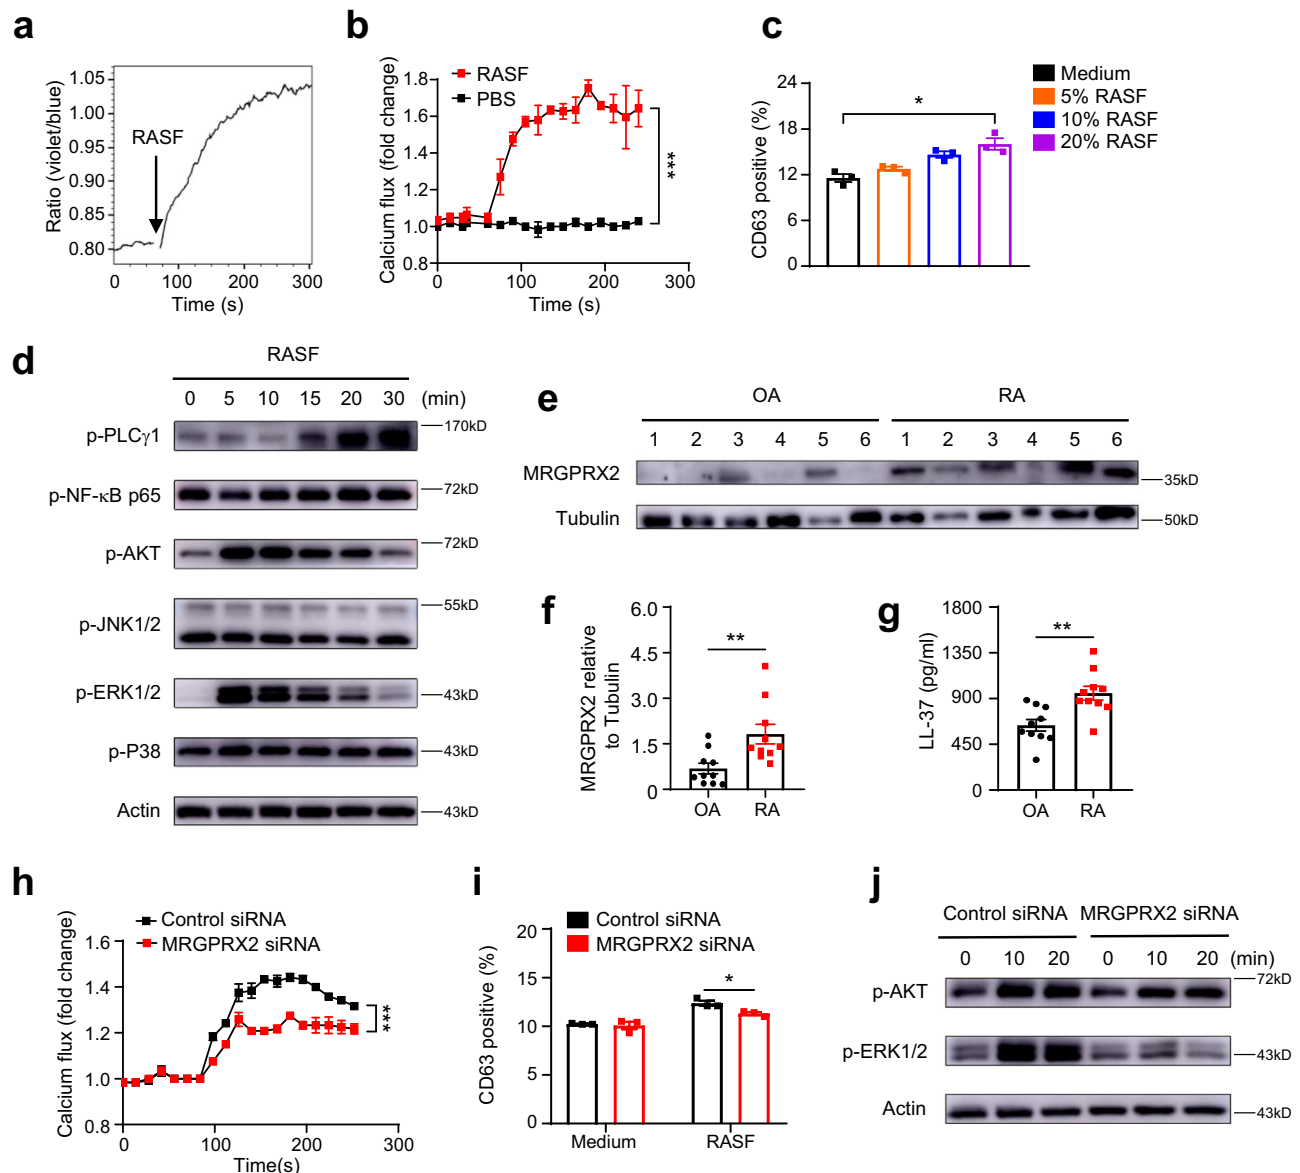 a
Ratio (violet/blue)
1.05
1.00
0.95
0.90
0.85
0.80
RASF
0
100
200
300
Time (s)
b
Calcium flux (fold change)
1.8
1.6
1.4
1.2
1.0
0.8
RASF
PBS
***
0
100
200
300
Time (s)
c
CD63 positive (%)
24
18
12
6
0
*
Medium
5% RASF
10% RASF
20% RASF
d
RASF
0 5 10 15 20 30 (min)
p-PLCγ1
170kD
p-NF-κB p65
72kD
p-AKT
72kD
p-JNK1/2
55kD
p-ERK1/2
43kD
p-P38
43kD
Actin
43kD
e
OA RA
1 2 3 4 5 6 1 2 3 4 5 6
MRGPRX2
35kD
Tubulin
50kD
f
MRGPRX2 relative
to Tubulin
6.0
4.5
3.0
1.5
0
**
OA RA
g
LL-37 (pg/ml)
1800
1350
900
450
0
**
OA RA
h
Calcium flux (fold change)
1.6
1.4
1.2
1.0
0.8
Control siRNA
MRGPRX2 siRNA
***
0
100
200
300
Time(s)
i
CD63 positive (%)
20
15
10
5
0
Control siRNA
MRGPRX2 siRNA
*
Medium RASF
j
Control siRNA MRGPRX2 siRNA
0 10 20 0 10 20 (min)
p-AKT
72kD
p-ERK1/2
43kD
Actin
43kD